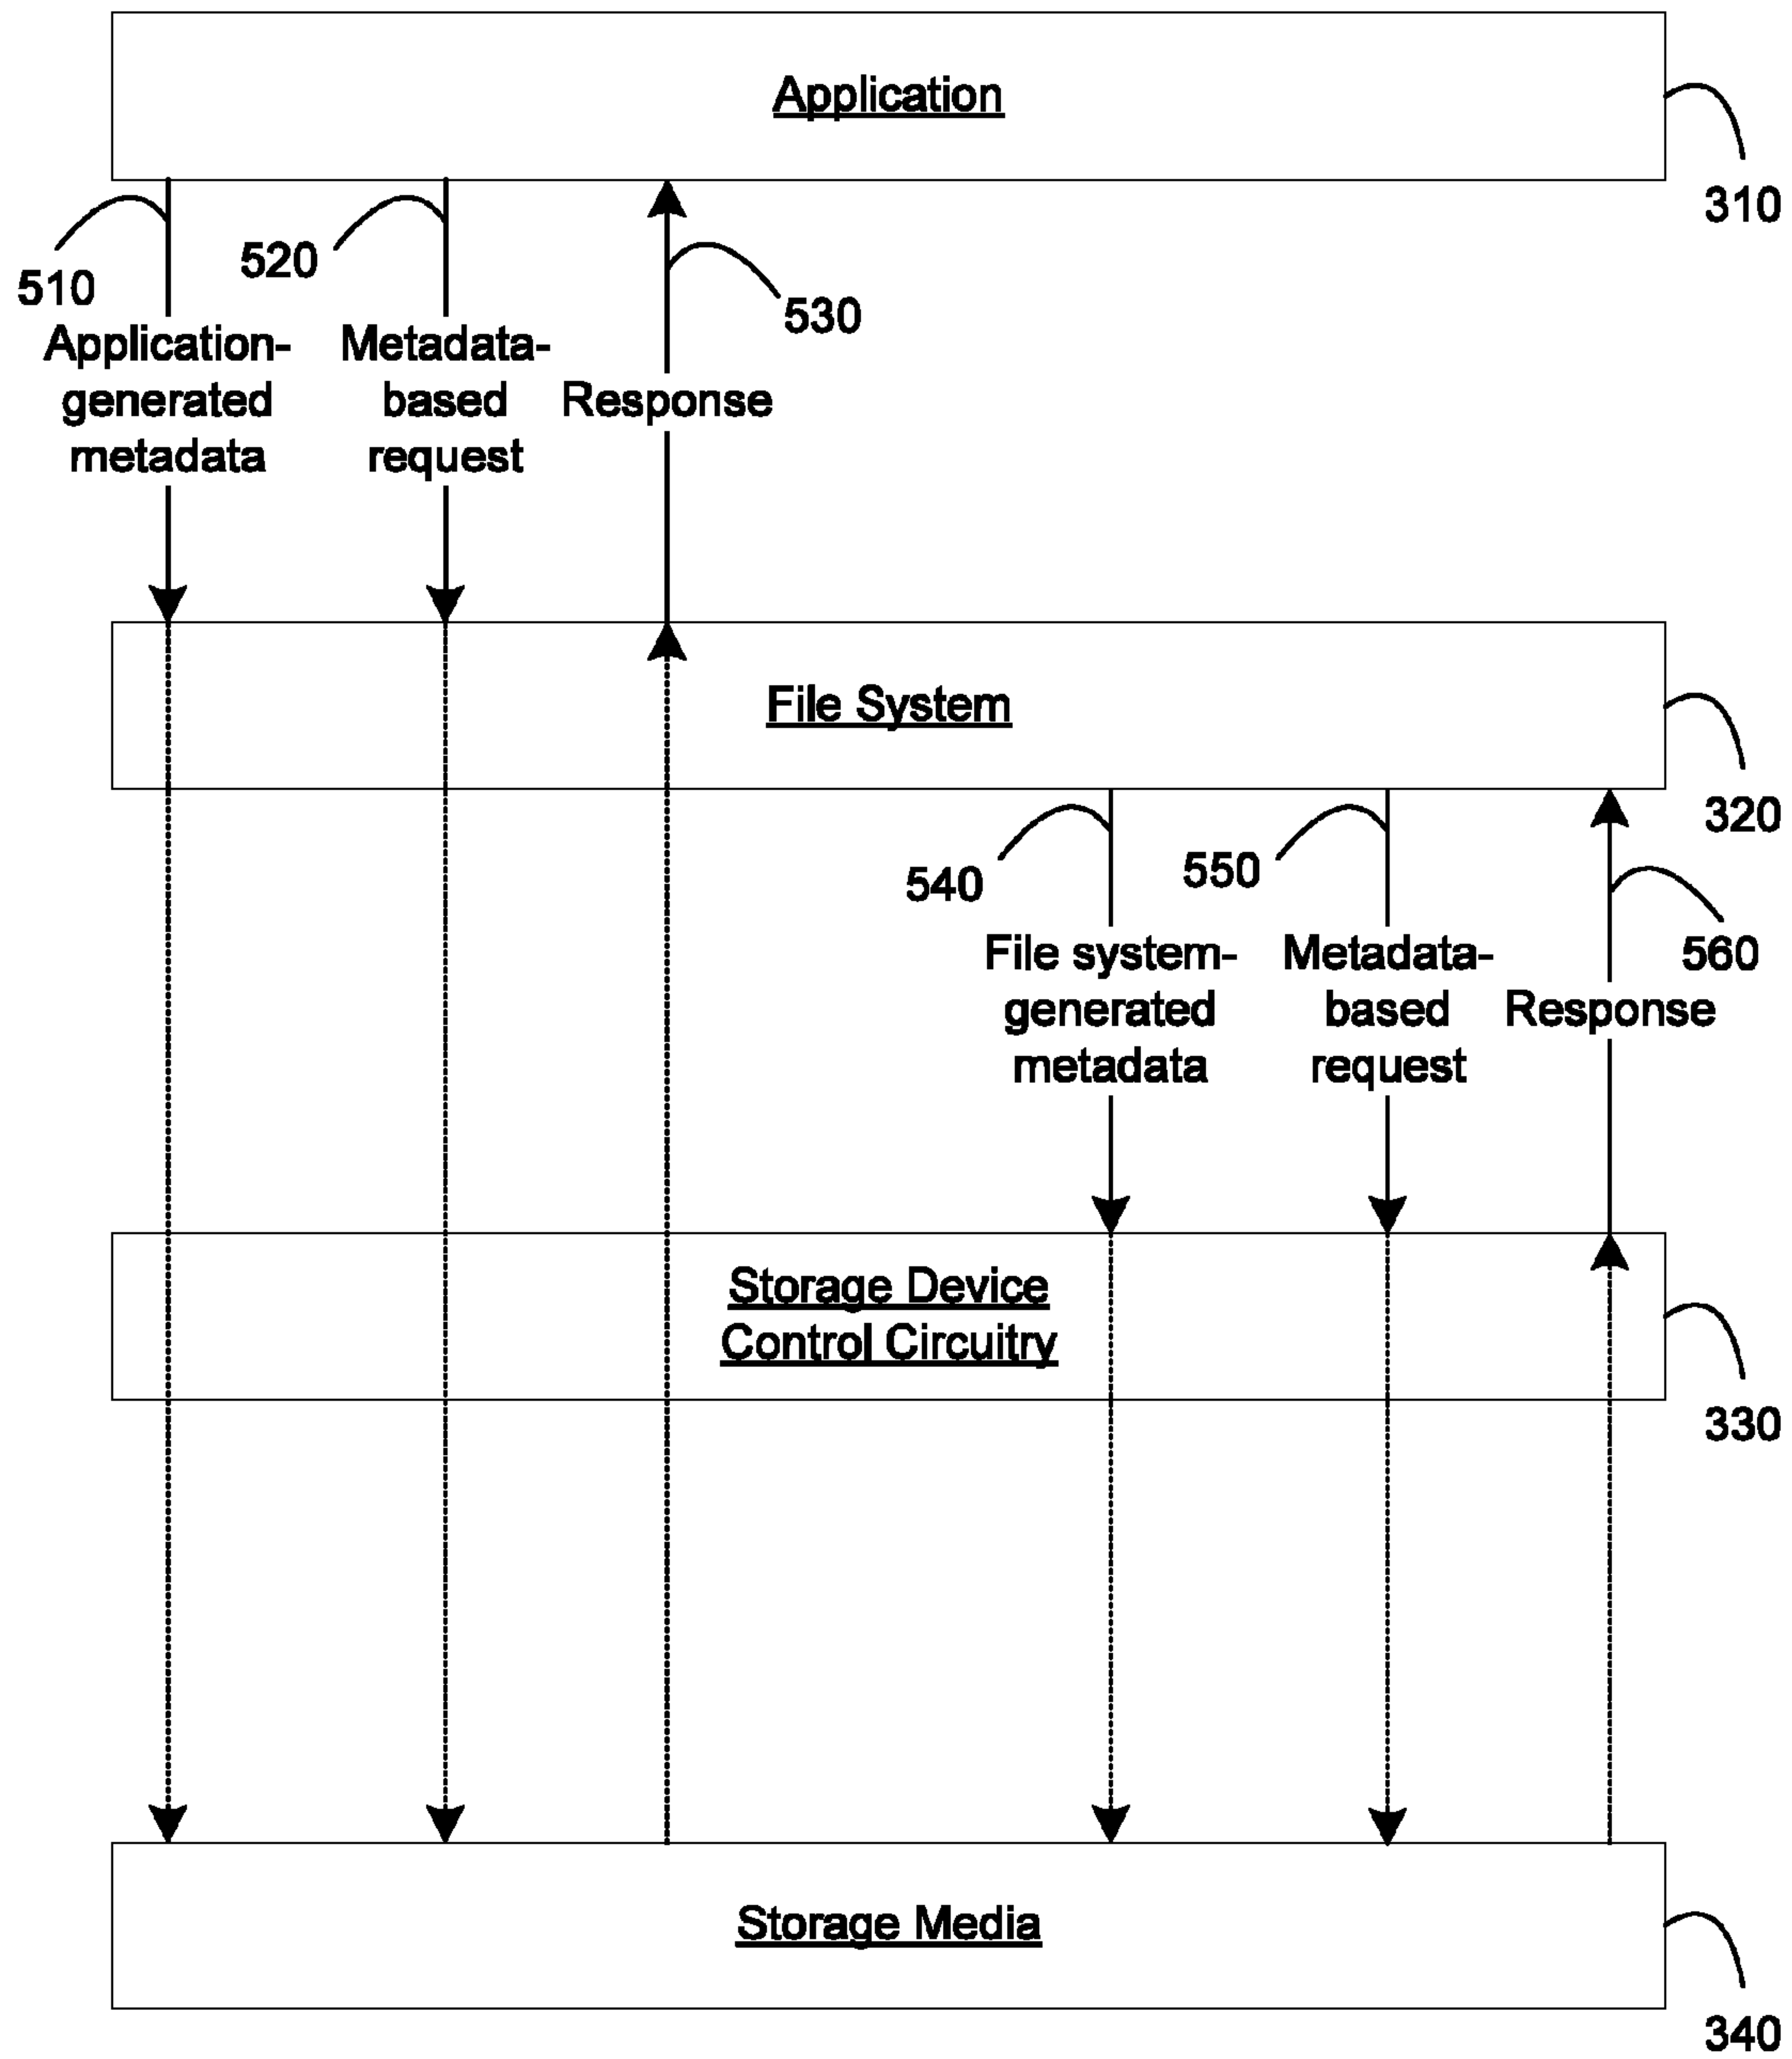 Application
310
510
520
530
Application-
generated
metadata
Metadata-
based
request
Response
File System
320
540
550
560
File system-
generated
metadata
Metadata-
based
request
Response
Storage Device
Control Circuitry
330
Storage Media
340